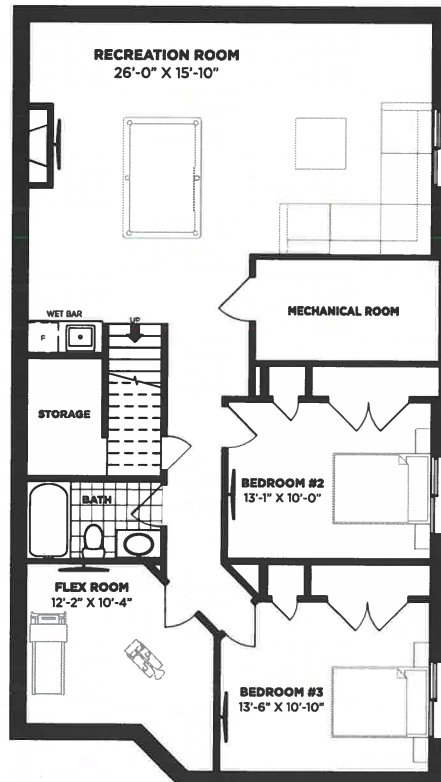 RECREATION ROOM
26'-0" X 15'-10"
WET BAR
UP
F
MECHANICAL ROOM
STORAGE
BEDROOM #2
13'-1" X 10'-0"
BATH
FLEX ROOM
12'-2" X 10'-4"
BEDROOM #3
13'-6" X 10'-10"